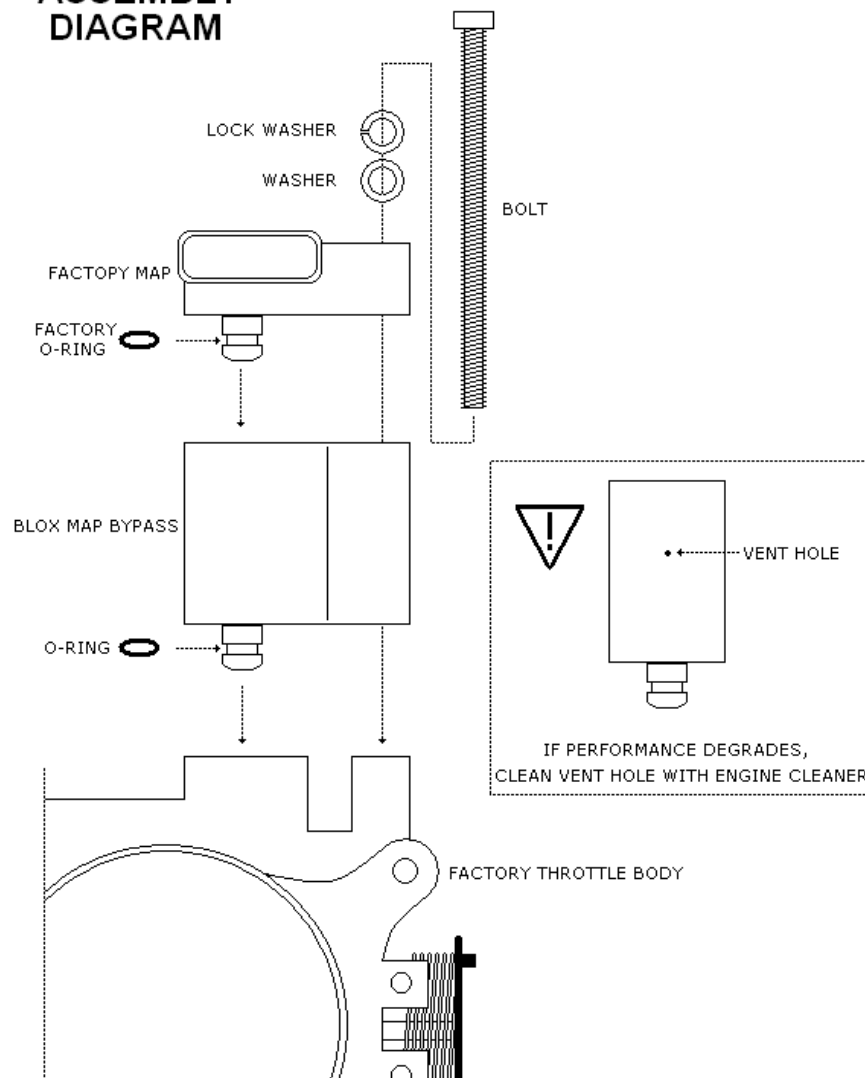 ASSEMBLY
DIAGRAM
LOCK WASHER
WASHER
BOLT
FACTOPY MAP
FACTORY
O-RING
BLOX MAP BYPASS
VENT HOLE
O-RING
IF PERFORMANCE DEGRADES,
CLEAN VENT HOLE WITH ENGINE CLEANER
FACTORY THROTTLE BODY